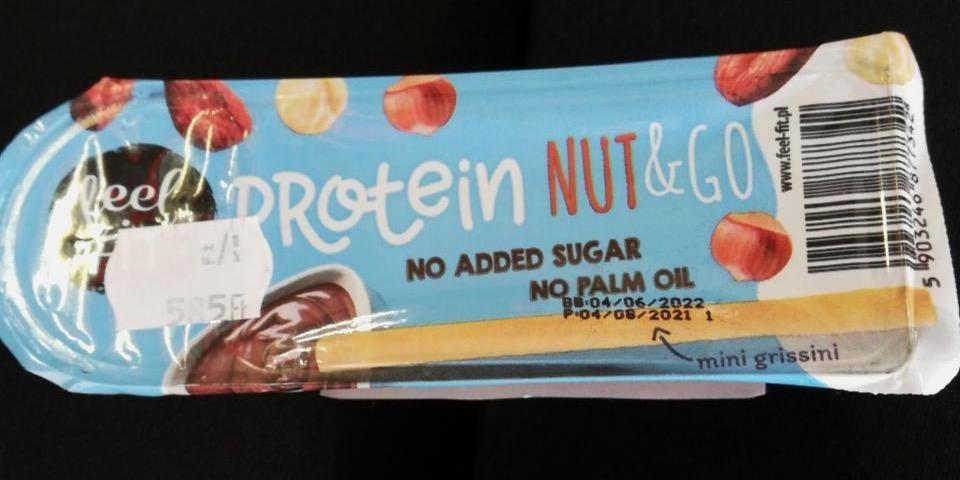 feel
PROtein NUT&GO
NO ADDED SUGAR
NO PALM OIL
BB:04/06/2022
P:04/08/2021 1
mini grissini
585Ft
www.feel-fit.pl